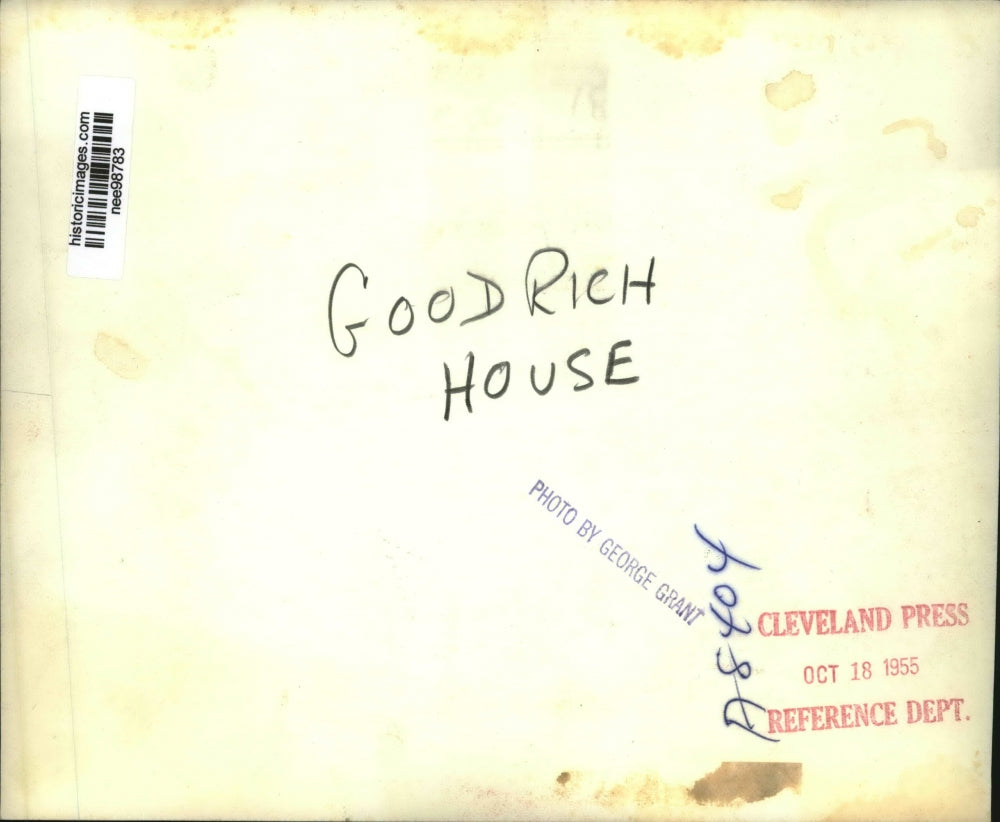 historicimages.com
nee98783
GOODRICH
HOUSE
PHOTO BY GEORGE GRANT
CLEVELAND PRESS
OCT 18 1955
REFERENCE DEPT.